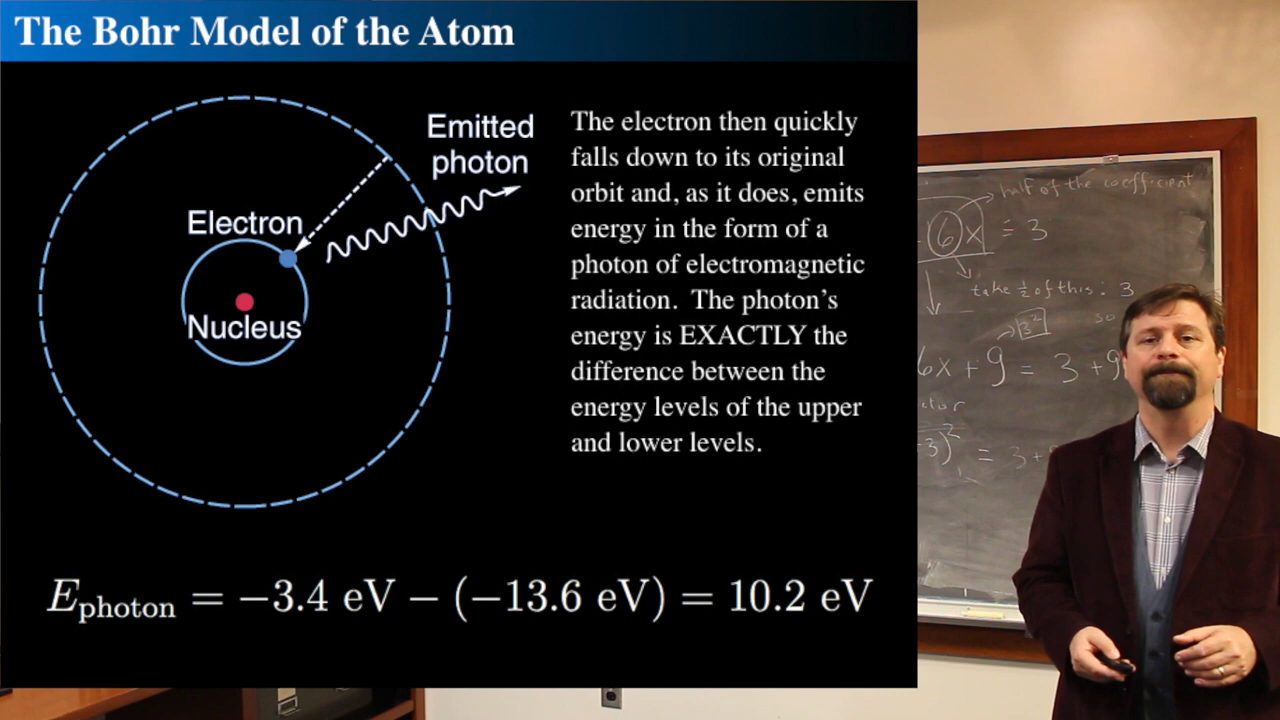 The Bohr Model of the Atom
Emitted
photon
Electron
Nucleus
The electron then quickly
falls down to its original
orbit and, as it does, emits
energy in the form of a
photon of electromagnetic
radiation. The photon's
energy is EXACTLY the
difference between the
energy levels of the upper
and lower levels.
E_photon = −3.4 eV − (−13.6 eV) = 10.2 eV
half of the coefficient
6x = 3
take ½ of this: 3
3² so
6x + 9 = 3 + 9
3)² = 3 +